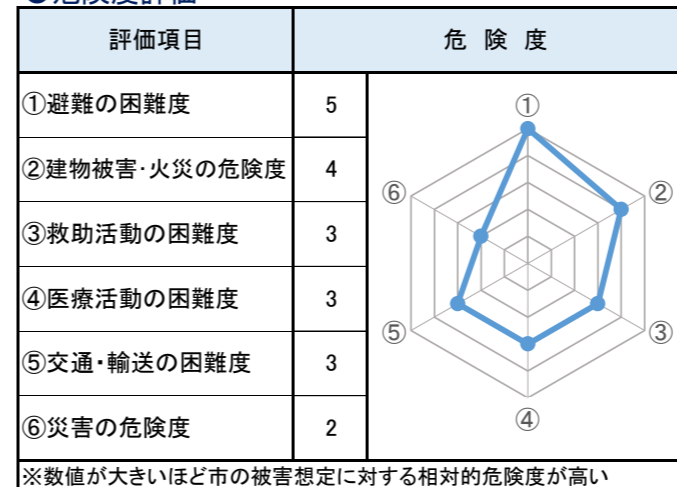 ●危険度評価
評価項目 危 険 度
①避難の困難度 5
②建物被害・火災の危険度 4
③救助活動の困難度 3
④医療活動の困難度 3
⑤交通・輸送の困難度 3
⑥災害の危険度 2
①
⑥ ②
⑤ ③
④
※数値が大きいほど市の被害想定に対する相対的危険度が高い